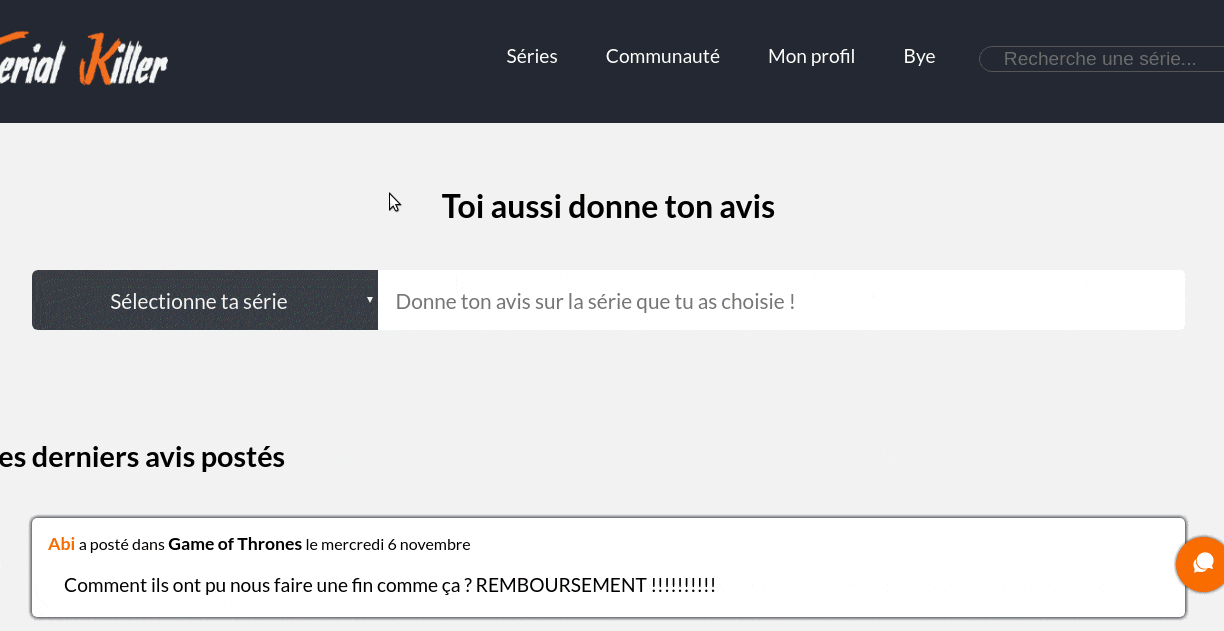 erial Killer
Séries Communauté Mon profil Bye Recherche une série...
Toi aussi donne ton avis
Sélectionne ta série Donne ton avis sur la série que tu as choisie !
es derniers avis postés
Abi a posté dans Game of Thrones le mercredi 6 novembre
Comment ils ont pu nous faire une fin comme ça ? REMBOURSEMENT !!!!!!!!!!